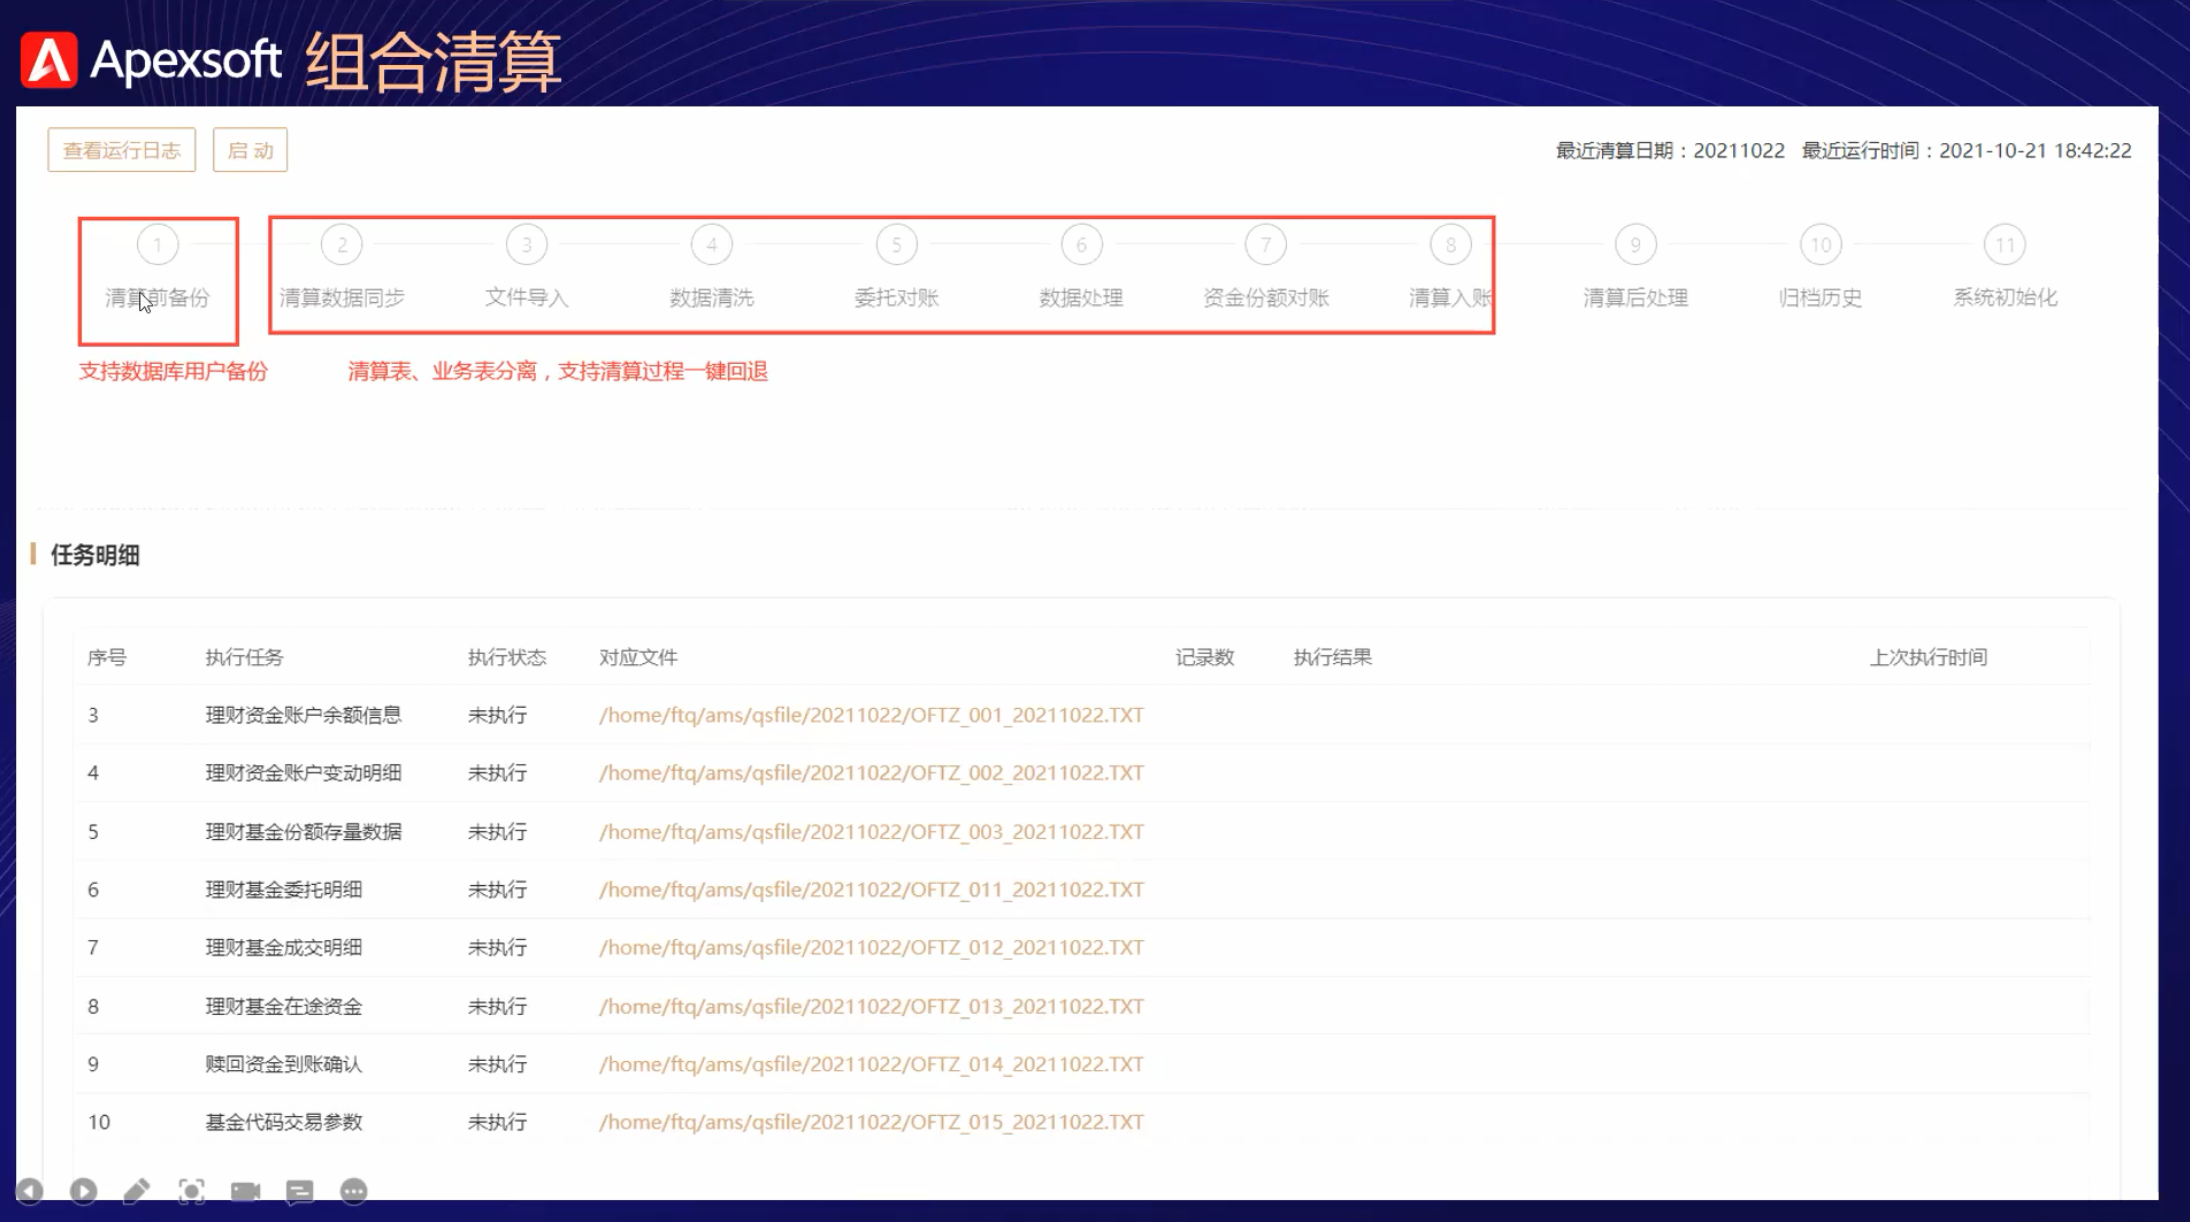 Apexsoft 组合清算
查看运行日志 启动 最近清算日期：20211022 最近运行时间：2021-10-21 18:42:22
1 2 3 4 5 6 7 8 9 10 11
清算前备份 清算数据同步 文件导入 数据清洗 委托对账 数据处理 资金份额对账 清算入账 清算后处理 归档历史 系统初始化
支持数据库用户备份 清算表、业务表分离，支持清算过程一键回退
任务明细
序号 执行任务 执行状态 对应文件 记录数 执行结果 上次执行时间
3 理财资金账户余额信息 未执行 /home/ftq/ams/qsfile/20211022/OFTZ_001_20211022.TXT
4 理财资金账户变动明细 未执行 /home/ftq/ams/qsfile/20211022/OFTZ_002_20211022.TXT
5 理财基金份额存量数据 未执行 /home/ftq/ams/qsfile/20211022/OFTZ_003_20211022.TXT
6 理财基金委托明细 未执行 /home/ftq/ams/qsfile/20211022/OFTZ_011_20211022.TXT
7 理财基金成交明细 未执行 /home/ftq/ams/qsfile/20211022/OFTZ_012_20211022.TXT
8 理财基金在途资金 未执行 /home/ftq/ams/qsfile/20211022/OFTZ_013_20211022.TXT
9 赎回资金到账确认 未执行 /home/ftq/ams/qsfile/20211022/OFTZ_014_20211022.TXT
10 基金代码交易参数 未执行 /home/ftq/ams/qsfile/20211022/OFTZ_015_20211022.TXT